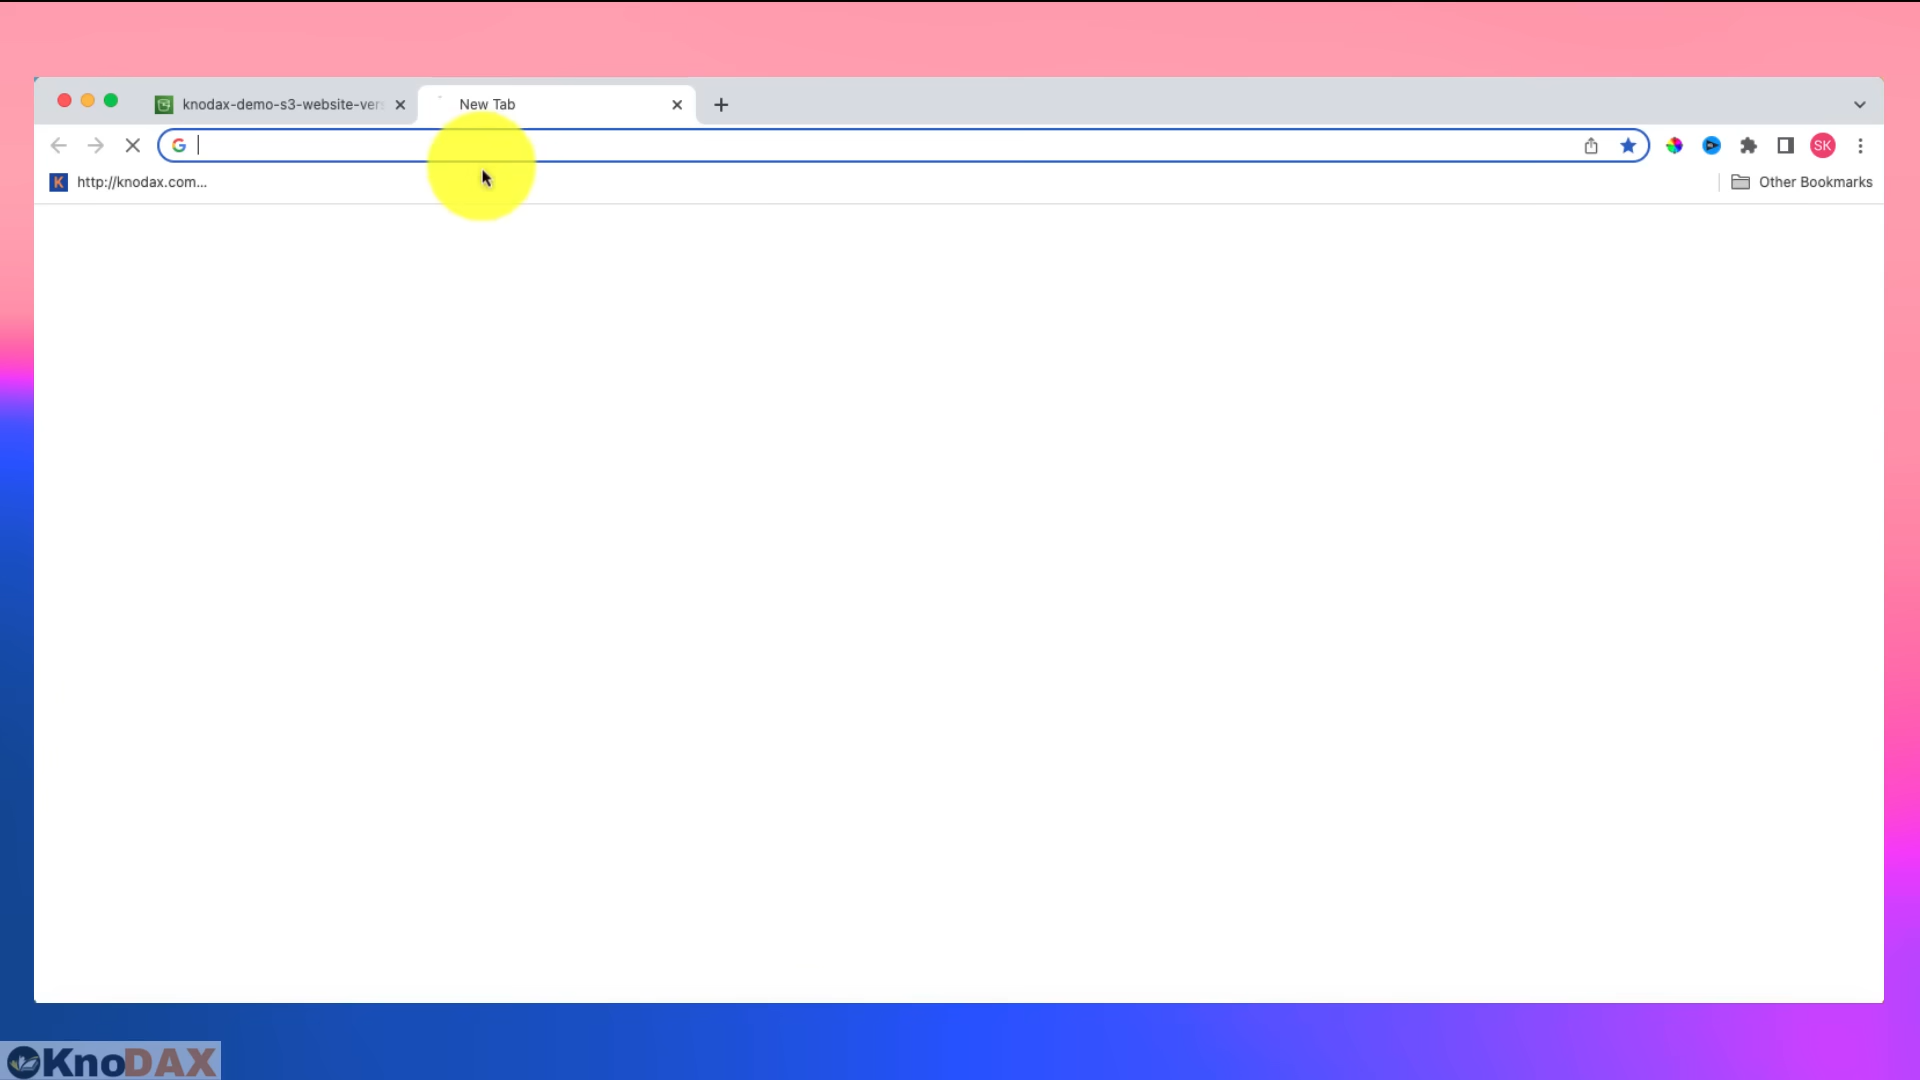 knodax-demo-s3-website-ver
New Tab
G
SK
K
http://knodax.com...
Other Bookmarks
KnoDAX